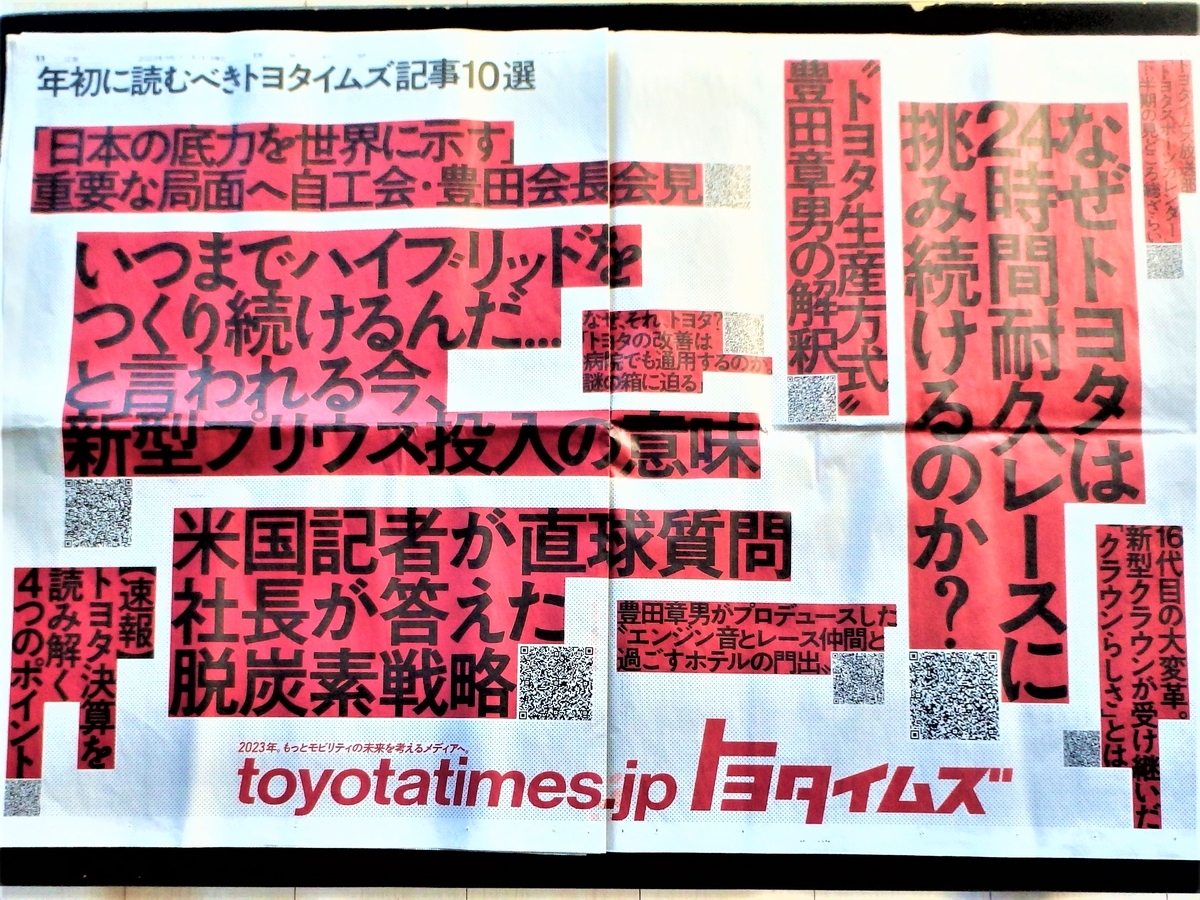 年初に読むべきトヨタイムズ記事10選
「日本の底力を世界に示す」
重要な局面へ自工会・豊田会長会見
いつまでハイブリッドを
つくり続けるんだ…
と言われる今、
新型プリウス投入の意味
なぜ、それ、トヨタ?
「トヨタの改善は
病院でも通用するのか
謎の箱に迫る」
米国記者が直球質問
社長が答えた
脱炭素戦略
【速報】
トヨタ決算を
読み解く
4つのポイント
〝トヨタ生産方式〟
豊田章男の解釈
なぜトヨタは
24時間耐久レースに
挑み続けるのか?
トヨタスポーツカレンダー
豊田章男がプロデュースした
〝エンジン音とレース仲間と
過ごすホテルの門出〟
16代目の大変革。
新型クラウンが受け継いだ
「クラウンらしさ」とは
2023年。もっとモビリティの未来を考えるメディアへ。
toyotatimes.jp トヨタイムズ